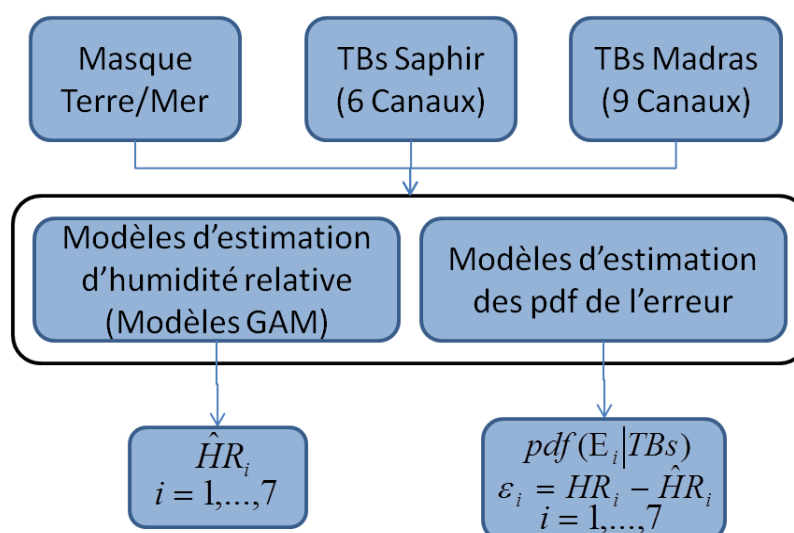 Masque
Terre/Mer
TBs Saphir
(6 Canaux)
TBs Madras
(9 Canaux)
Modèles d'estimation
d'humidité relative
(Modèles GAM)
Modèles d'estimation
des pdf de l'erreur
ĤR_i
i = 1,...,7
pdf(Ε_i|TBs)
ε_i = HR_i − ĤR_i
i = 1,...,7